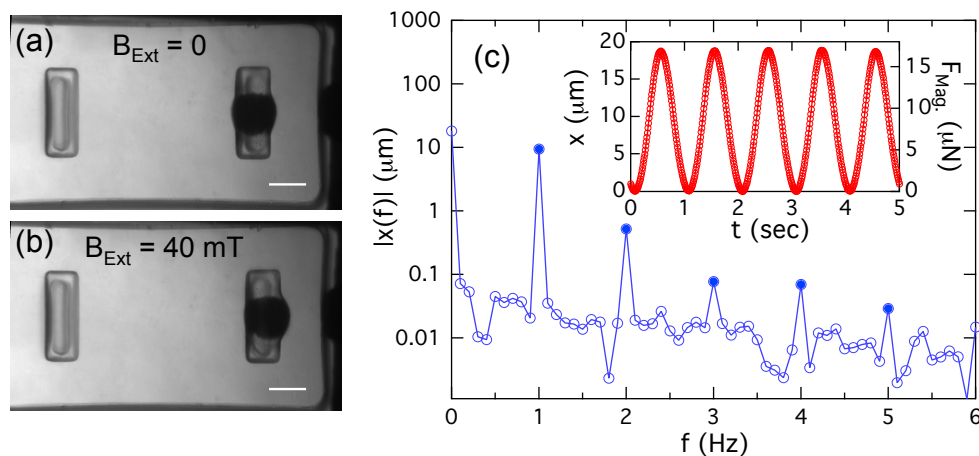 (a)
B_Ext = 0
(b)
B_Ext = 40 mT
(c)
1000
100
10
1
0.1
0.01
|x(f)| (μm)
0 1 2 3 4 5 6
f (Hz)
20
15
10
5
0
x (μm)
0 1 2 3 4 5
t (sec)
15
10
5
0
F_Mag. (μN)